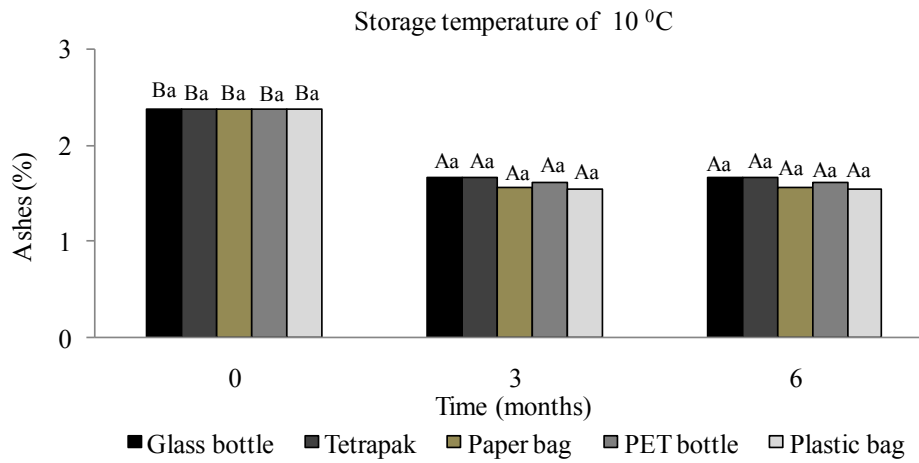 Storage temperature of 10 ⁰C
3
Ba Ba Ba Ba Ba
2
Aa Aa Aa Aa Aa Aa Aa Aa Aa Aa
Ashes (%)
1
0
0 3 6
Time (months)
Glass bottle Tetrapak Paper bag PET bottle Plastic bag